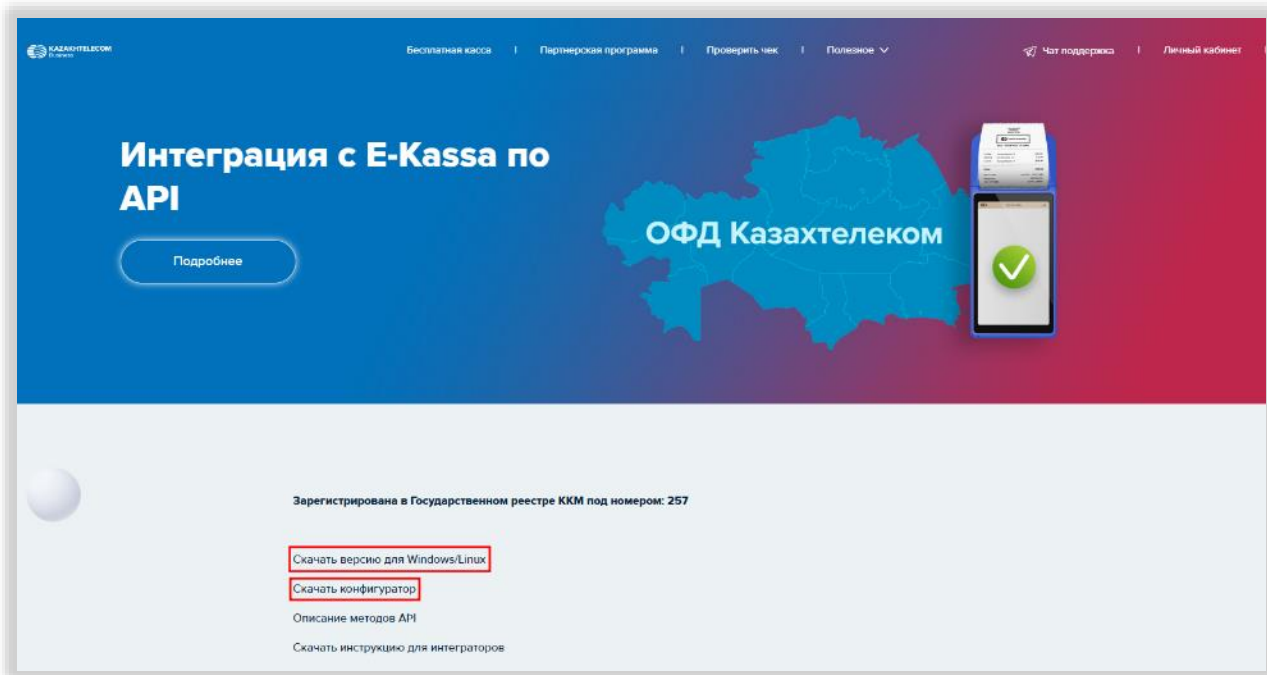 KAZAKHTELECOM
Business
Бесплатная касса | Партнерская программа | Проверить чек | Полезное
Чат поддержка | Личный кабинет |
Интеграция с E-Kassa по
API
Подробнее
ОФД Казахтелеком
Зарегистрирована в Государственном реестре ККМ под номером: 257
Скачать версию для Windows/Linux
Скачать конфигуратор
Описание методов API
Скачать инструкцию для интеграторов